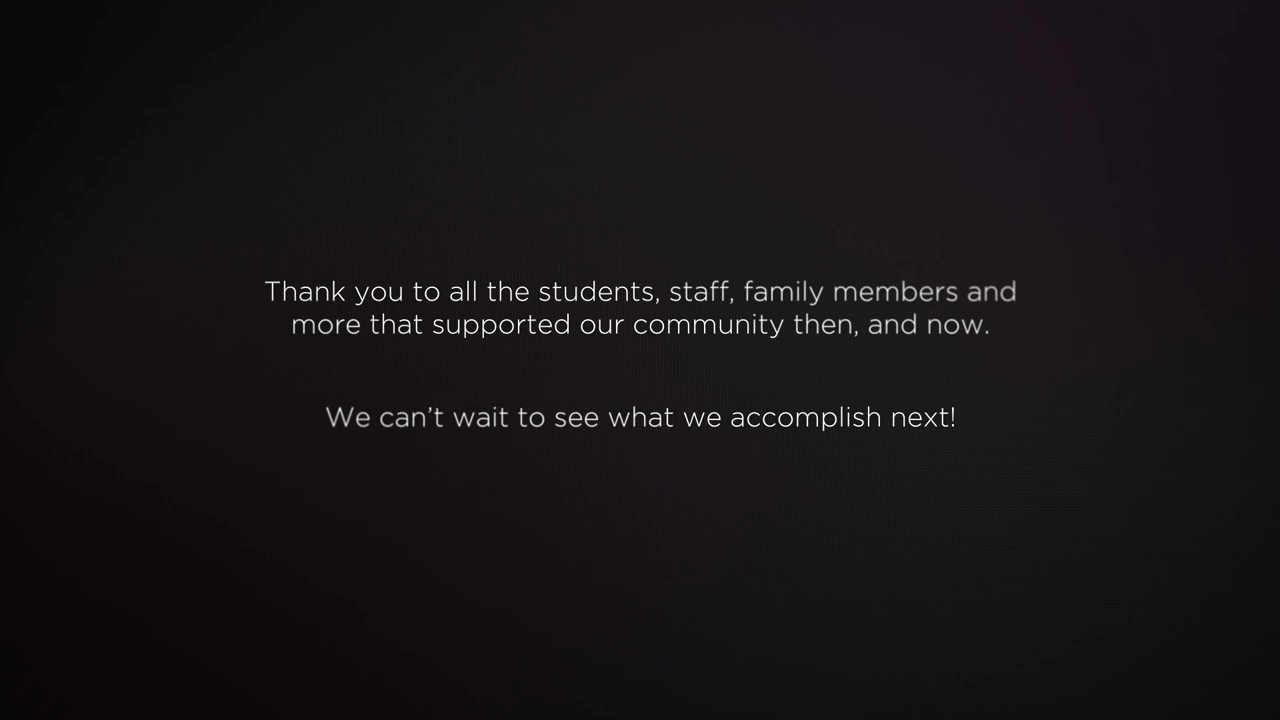 Thank you to all the students, staff, family members and
more that supported our community then, and now.
We can’t wait to see what we accomplish next!